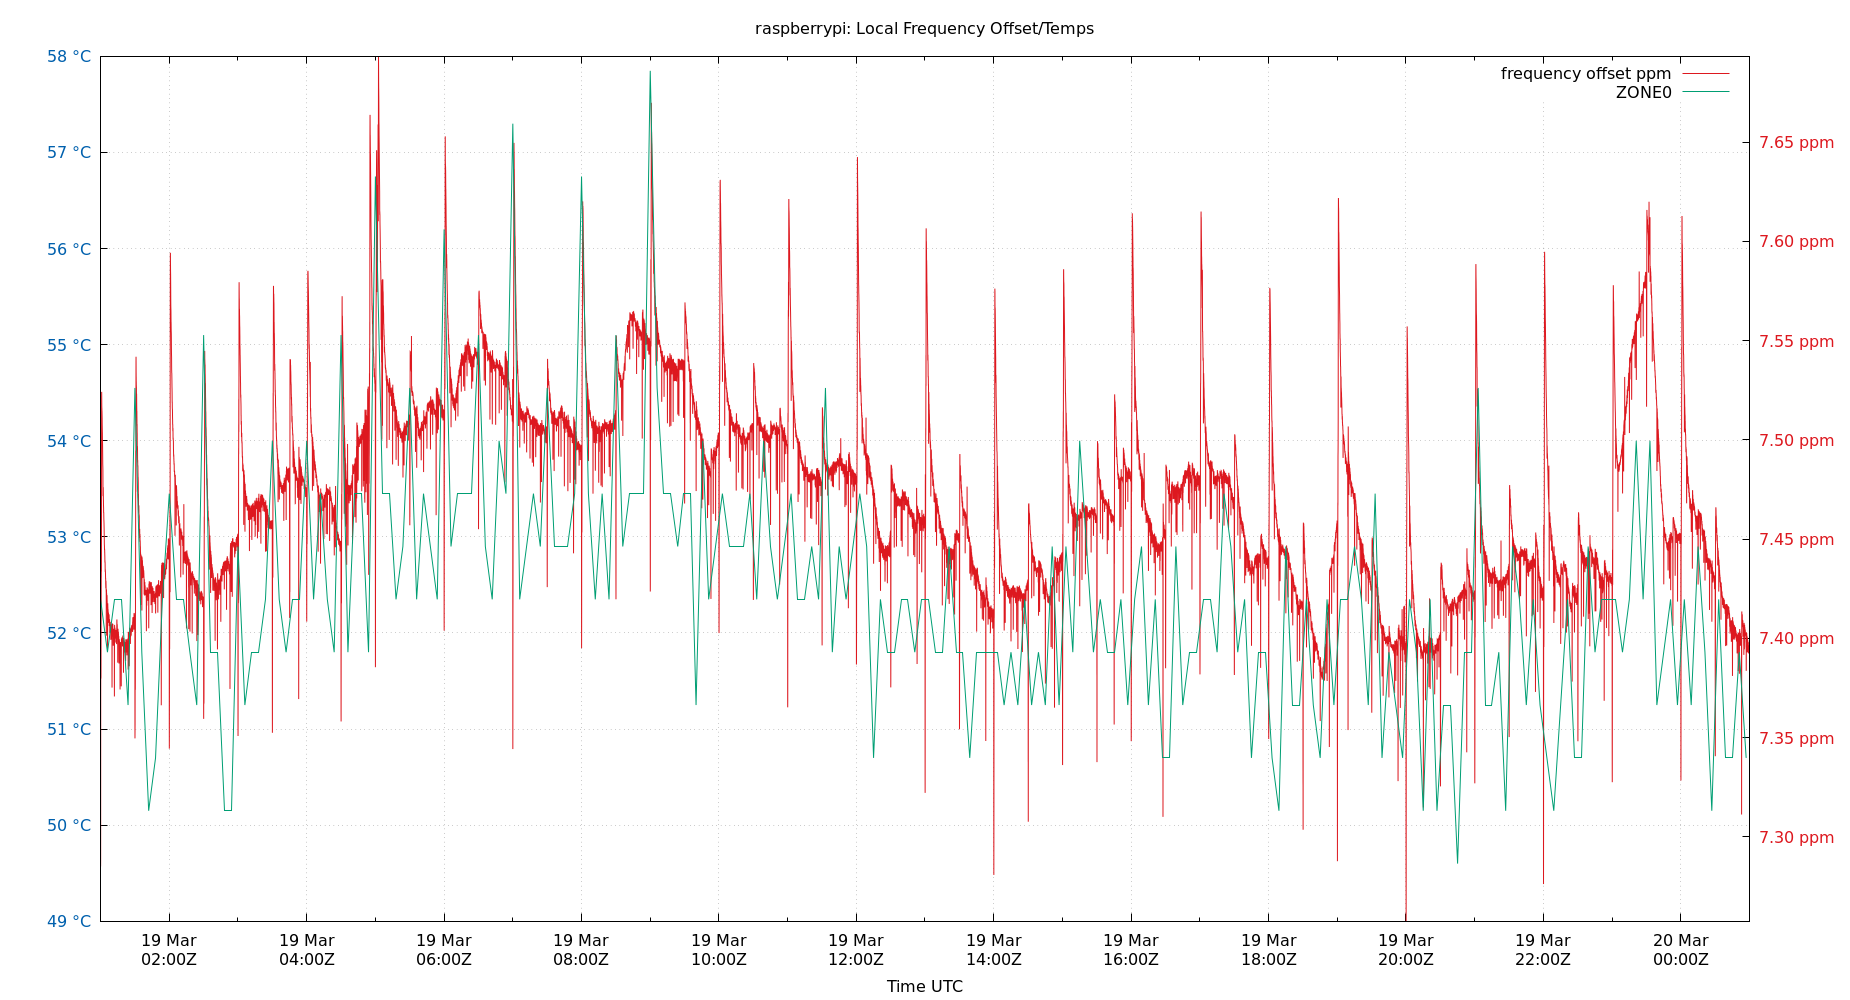 raspberrypi: Local Frequency Offset/Temps
frequency offset ppm
ZONE0
58 °C
57 °C
56 °C
55 °C
54 °C
53 °C
52 °C
51 °C
50 °C
49 °C
7.65 ppm
7.60 ppm
7.55 ppm
7.50 ppm
7.45 ppm
7.40 ppm
7.35 ppm
7.30 ppm
19 Mar 19 Mar 19 Mar 19 Mar 19 Mar 19 Mar 19 Mar 19 Mar 19 Mar 19 Mar 19 Mar 20 Mar
02:00Z 04:00Z 06:00Z 08:00Z 10:00Z 12:00Z 14:00Z 16:00Z 18:00Z 20:00Z 22:00Z 00:00Z
Time UTC